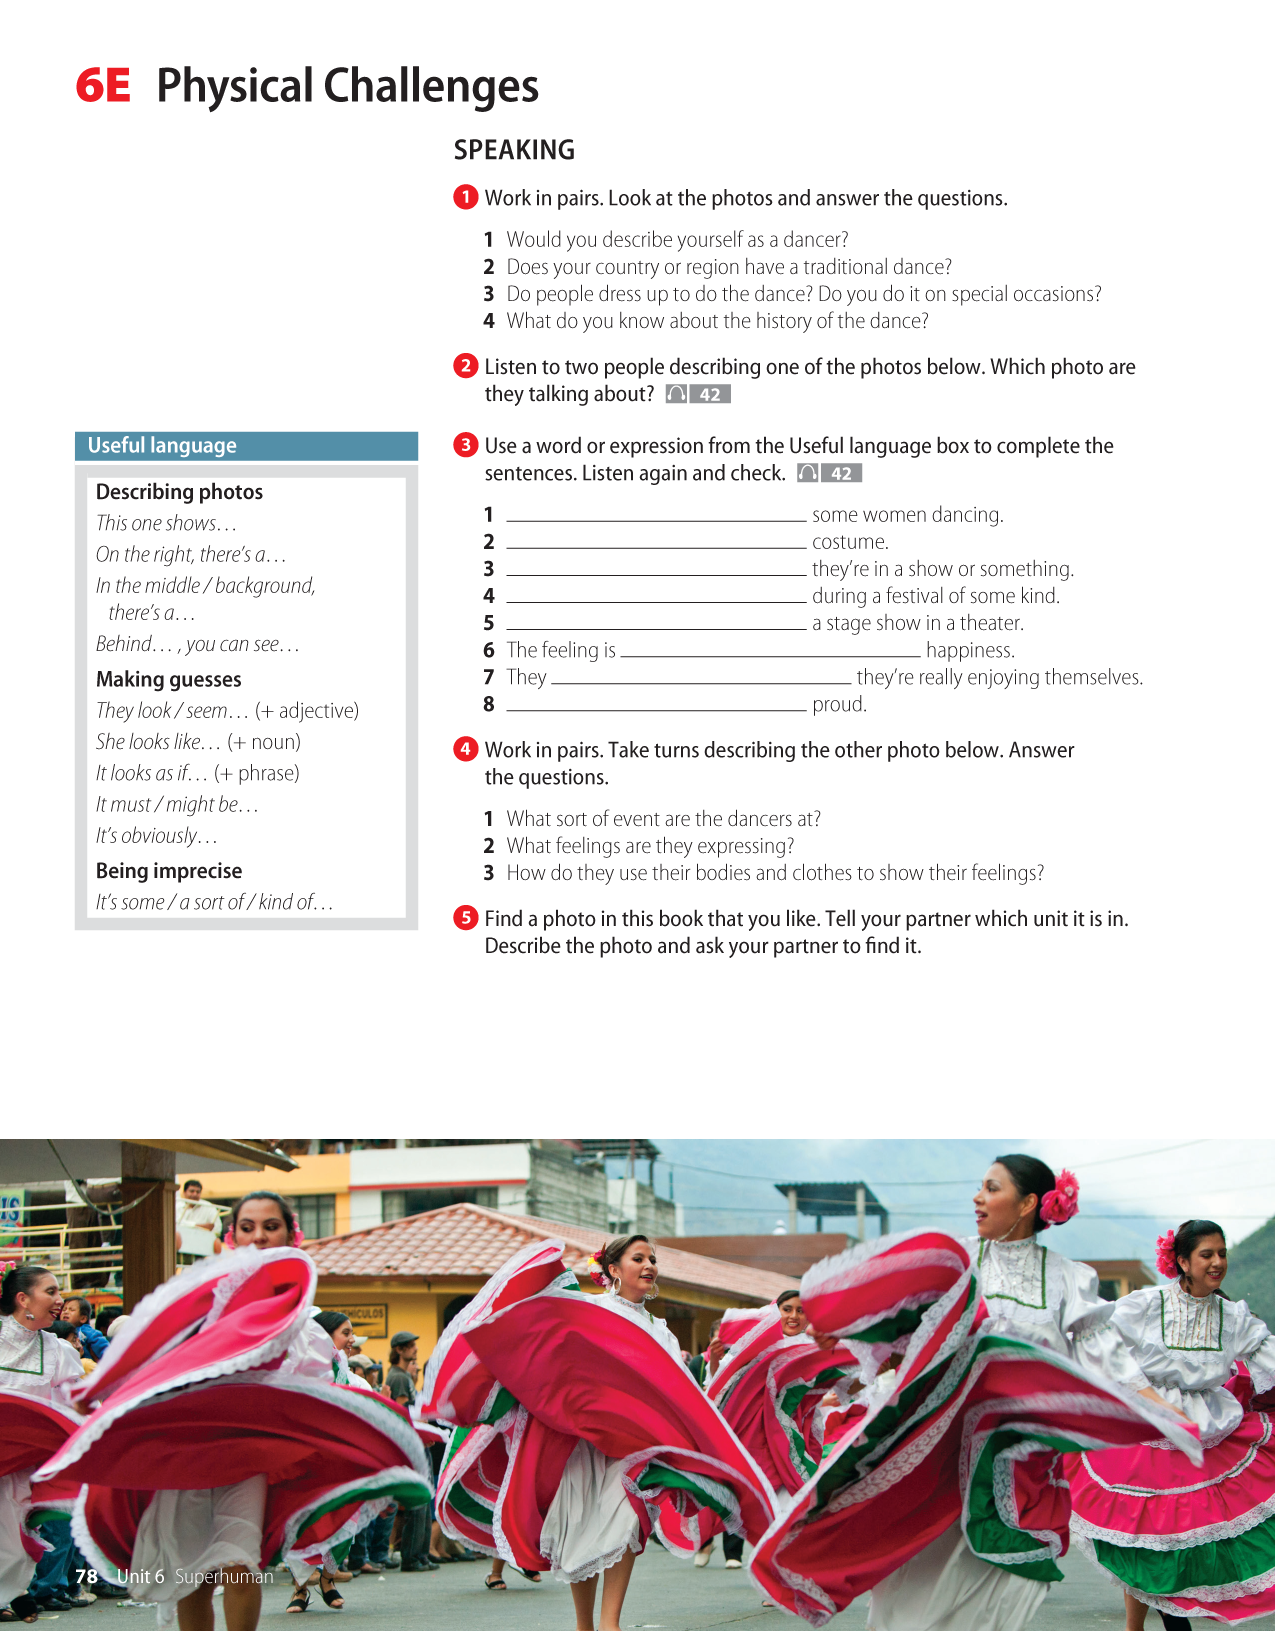 6E Physical Challenges
SPEAKING
1 Work in pairs. Look at the photos and answer the questions.
1 Would you describe yourself as a dancer?
2 Does your country or region have a traditional dance?
3 Do people dress up to do the dance? Do you do it on special occasions?
4 What do you know about the history of the dance?
2 Listen to two people describing one of the photos below. Which photo are
they talking about? 42
Useful language
Describing photos
This one shows…
On the right, there's a…
In the middle / background,
there's a…
Behind… , you can see…
Making guesses
They look / seem… (+ adjective)
She looks like… (+ noun)
It looks as if… (+ phrase)
It must / might be…
It's obviously…
Being imprecise
It's some / a sort of / kind of…
3 Use a word or expression from the Useful language box to complete the
sentences. Listen again and check. 42
1 ______ some women dancing.
2 ______ costume.
3 ______ they're in a show or something.
4 ______ during a festival of some kind.
5 ______ a stage show in a theater.
6 The feeling is ______ happiness.
7 They ______ they're really enjoying themselves.
8 ______ proud.
4 Work in pairs. Take turns describing the other photo below. Answer
the questions.
1 What sort of event are the dancers at?
2 What feelings are they expressing?
3 How do they use their bodies and clothes to show their feelings?
5 Find a photo in this book that you like. Tell your partner which unit it is in.
Describe the photo and ask your partner to find it.
78 Unit 6 Superhuman